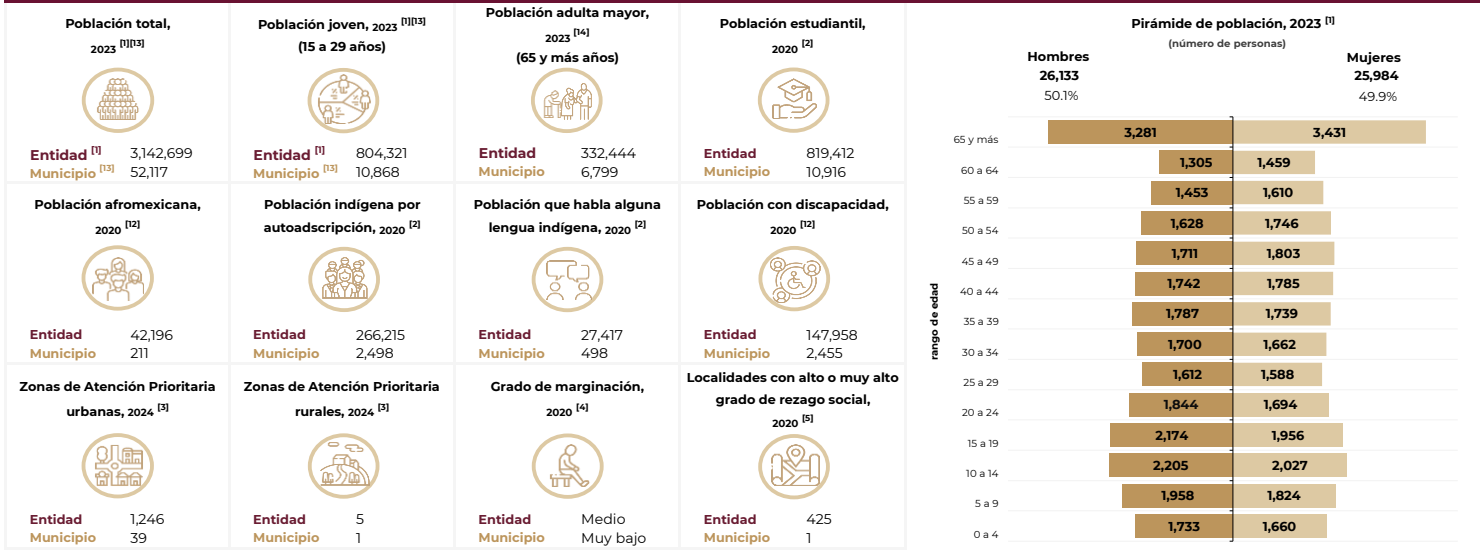 Población total,
2023 [1][13]
Entidad [1] 3,142,699
Municipio [13] 52,117
Población joven, 2023 [1][13]
(15 a 29 años)
Entidad [1] 804,321
Municipio [13] 10,868
Población adulta mayor,
2023 [14]
(65 y más años)
Entidad 332,444
Municipio 6,799
Población estudiantil,
2020 [2]
Entidad 819,412
Municipio 10,916
Población afromexicana,
2020 [12]
Entidad 42,196
Municipio 211
Población indígena por
autoadscripción, 2020 [2]
Entidad 266,215
Municipio 2,498
Población que habla alguna
lengua indígena, 2020 [2]
Entidad 27,417
Municipio 498
Población con discapacidad,
2020 [12]
Entidad 147,958
Municipio 2,455
Zonas de Atención Prioritaria
urbanas, 2024 [3]
Entidad 1,246
Municipio 39
Zonas de Atención Prioritaria
rurales, 2024 [3]
Entidad 5
Municipio 1
Grado de marginación,
2020 [4]
Entidad Medio
Municipio Muy bajo
Localidades con alto o muy alto
grado de rezago social,
2020 [5]
Entidad 425
Municipio 1
Pirámide de población, 2023 [1]
(número de personas)
Hombres Mujeres
26,133 25,984
50.1% 49.9%
rango de edad
65 y más 3,281 3,431
60 a 64 1,305 1,459
55 a 59 1,453 1,610
50 a 54 1,628 1,746
45 a 49 1,711 1,803
40 a 44 1,742 1,785
35 a 39 1,787 1,739
30 a 34 1,700 1,662
25 a 29 1,612 1,588
20 a 24 1,844 1,694
15 a 19 2,174 1,956
10 a 14 2,205 2,027
5 a 9 1,958 1,824
0 a 4 1,733 1,660